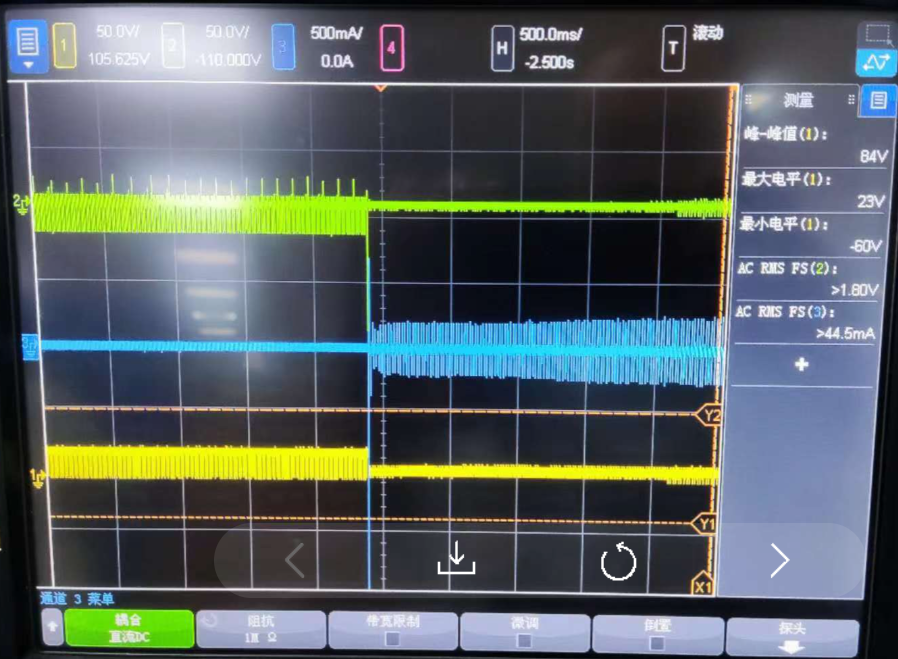 1
50.0V/
105.625V
2
50.0V/
-110.000V
3
500mA/
0.0A
4
H
500.0ms/
-2.500s
T
滚动
测量
峰-峰值(1):
84V
最大电平(1):
23V
最小电平(1):
-60V
AC RMS FS(2):
>1.80V
AC RMS FS(3):
>44.5mA
2
3
Y2
1
Y1
X1
通道 3 菜单
耦合
直流DC
阻抗
1M Ω
带宽限制
微调
倒置
探头